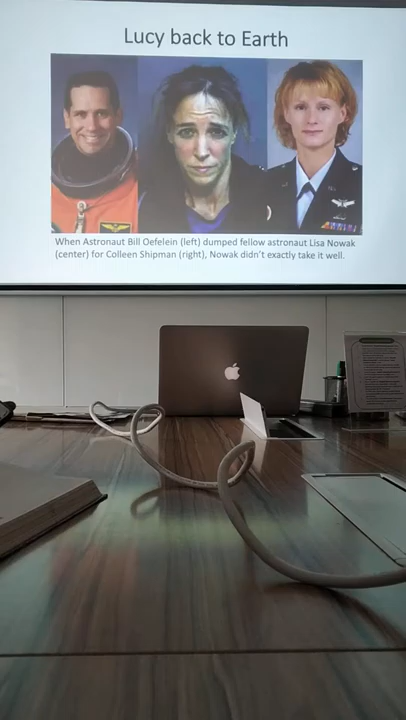 Lucy back to Earth
When Astronaut Bill Oefelein (left) dumped fellow astronaut Lisa Nowak
(center) for Colleen Shipman (right), Nowak didn't exactly take it well.